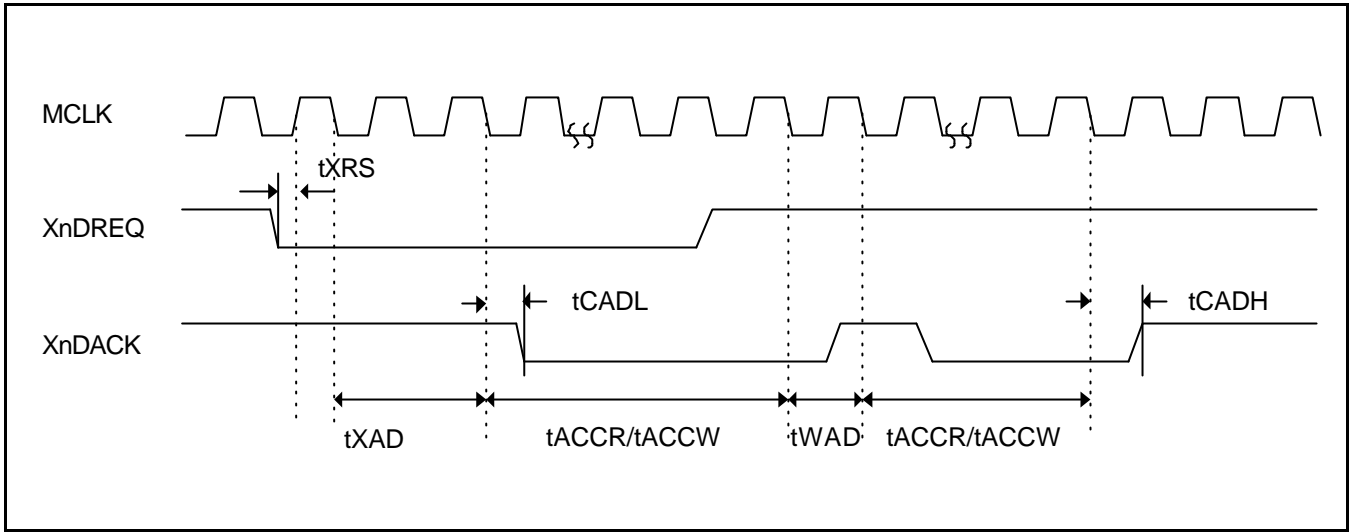 MCLK
tXRS
XnDREQ
tCADL
tCADH
XnDACK
tXAD
tACCR/tACCW
tWAD
tACCR/tACCW